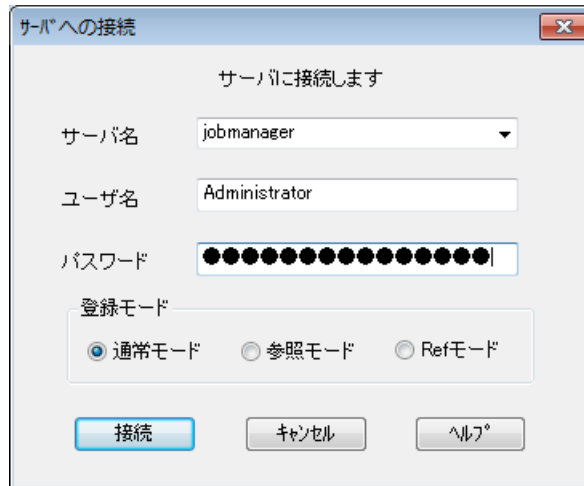 ｻｰﾊﾞへの接続
サーバに接続します
サーバ名 jobmanager
ユーザ名 Administrator
パスワード ●●●●●●●●●●●●●●●
登録モード
通常モード 参照モード Refモード
接続 ｷｬﾝｾﾙ ﾍﾙﾌﾟ